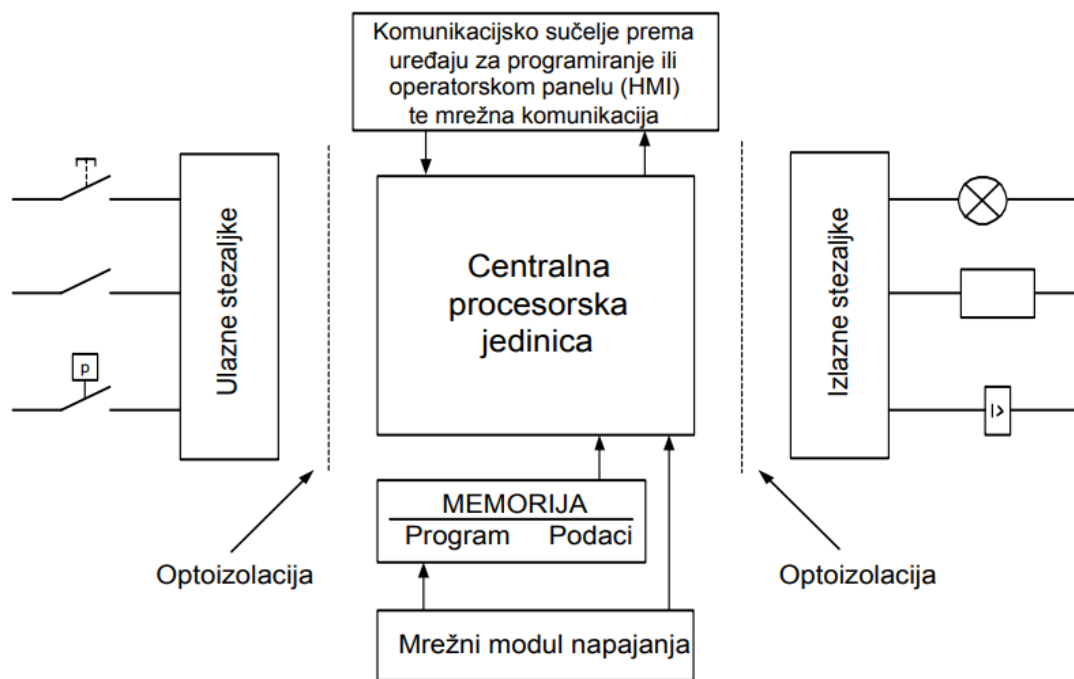 Komunikacijsko sučelje prema
uređaju za programiranje ili
operatorskom panelu (HMI)
te mrežna komunikacija
Ulazne stezaljke
p
Centralna
procesorska
jedinica
Izlazne stezaljke
I>
MEMORIJA
Program Podaci
Optoizolacija
Optoizolacija
Mrežni modul napajanja